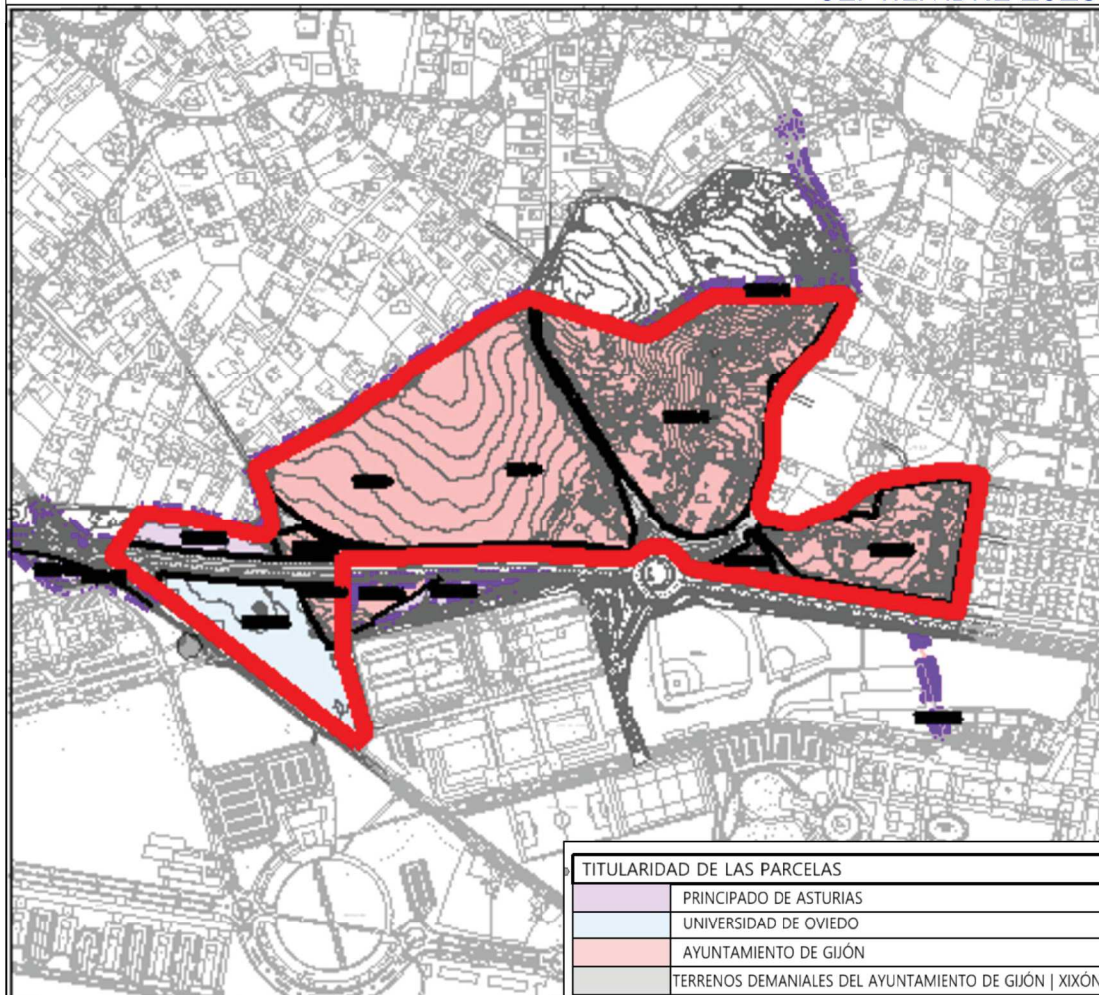 TITULARIDAD DE LAS PARCELAS
PRINCIPADO DE ASTURIAS
UNIVERSIDAD DE OVIEDO
AYUNTAMIENTO DE GIJÓN
TERRENOS DEMANIALES DEL AYUNTAMIENTO DE GIJÓN | XIXÓN